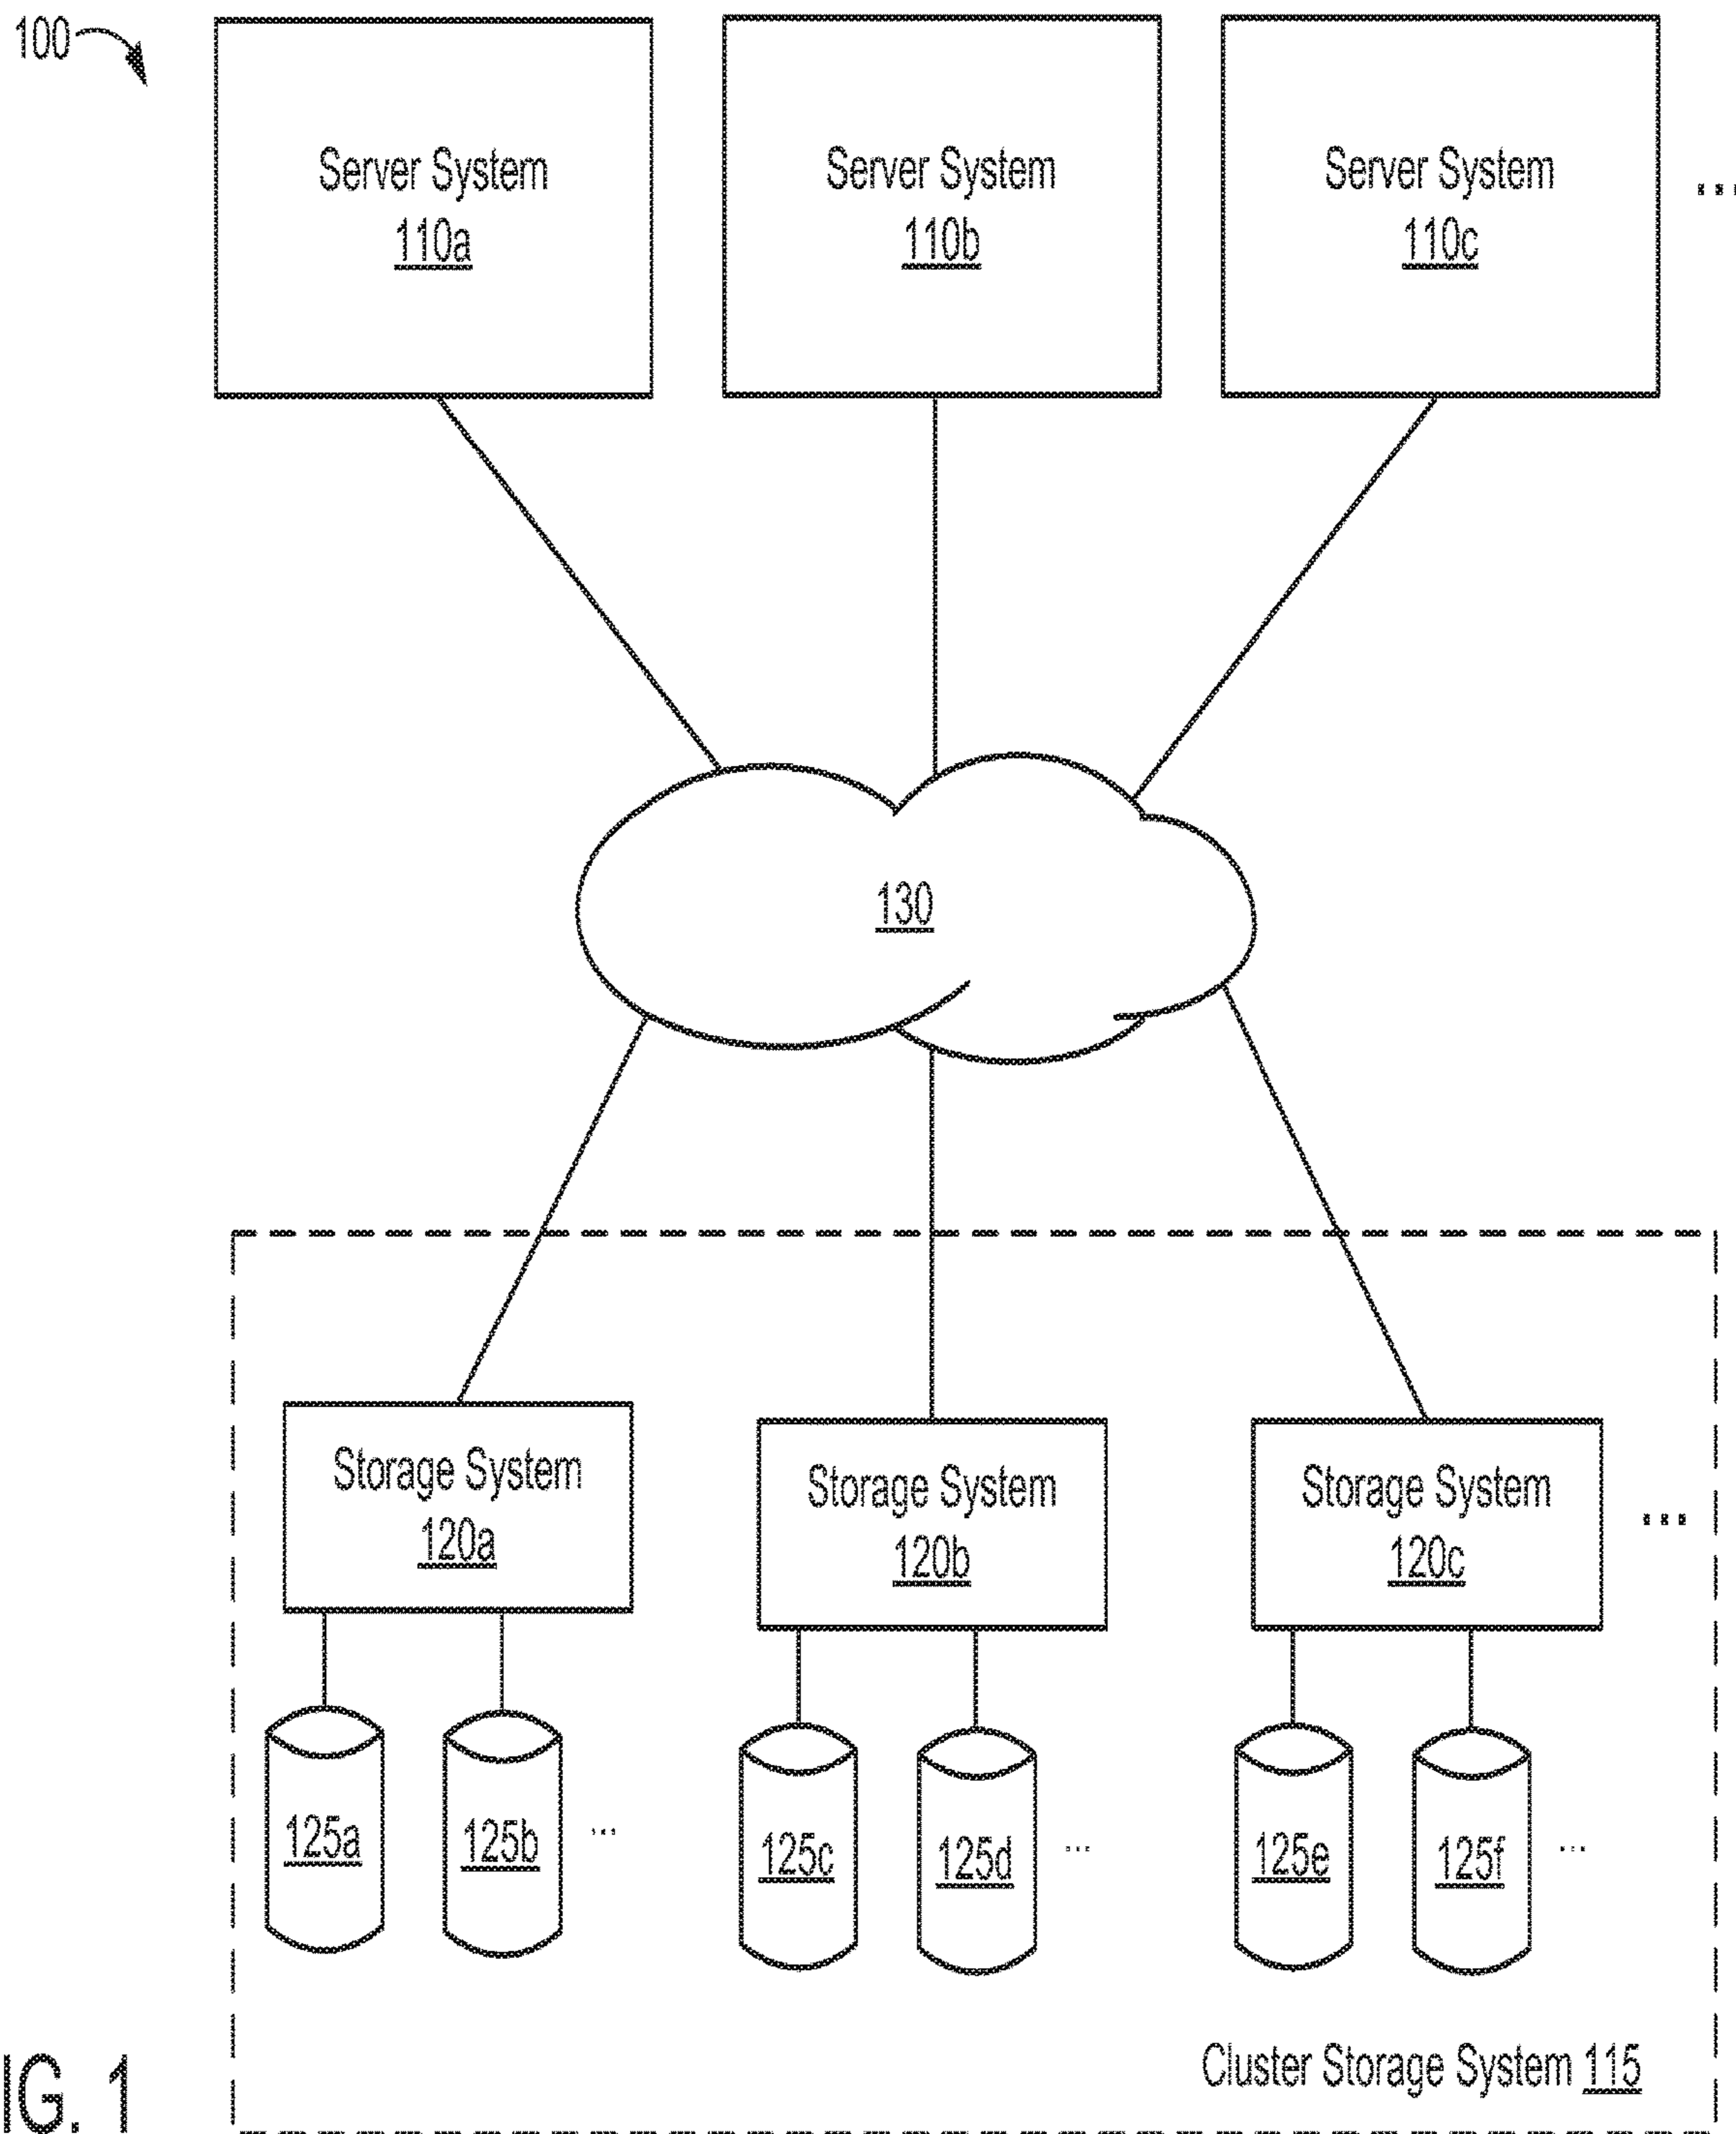 100
Server System
110a
Server System
110b
Server System
110c
...
130
Storage System
120a
Storage System
120b
Storage System
120c
...
125a
125b
...
125c
125d
...
125e
125f
...
Cluster Storage System 115
IG. 1